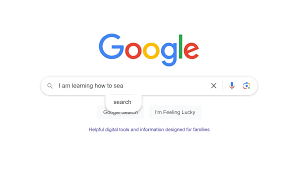 Google
I am learning how to sea
search
Google Search I'm Feeling Lucky
Helpful digital tools and information designed for families